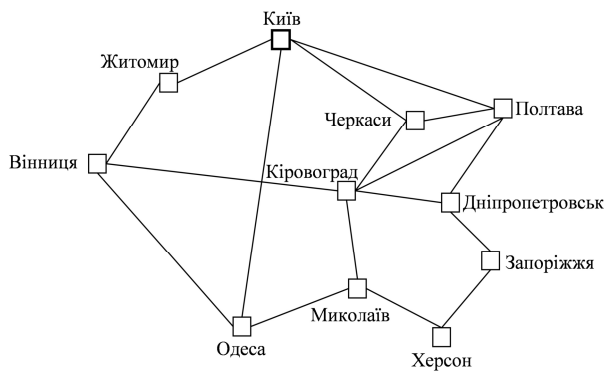 Київ
Житомир
Полтава
Черкаси
Вінниця
Кіровоград
Дніпропетровськ
Запоріжжя
Миколаїв
Одеса
Херсон